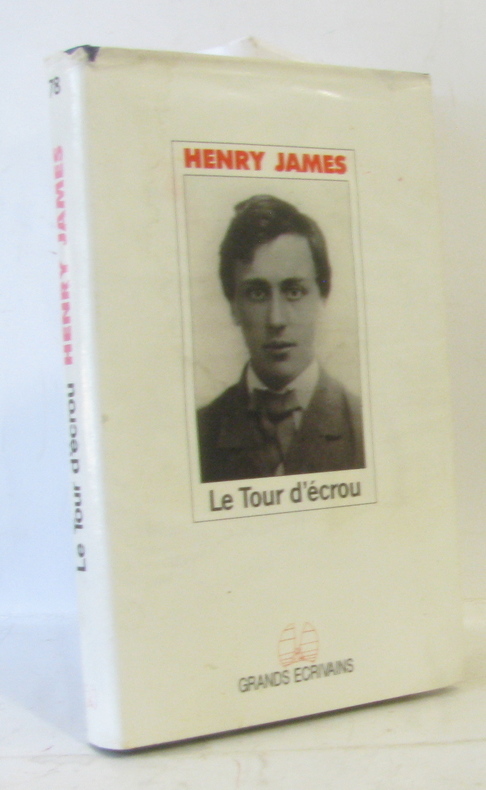 78
HENRY JAMES
Le Tour d'écrou
HENRY JAMES
Le Tour d'écrou
GRANDS ECRIVAINS